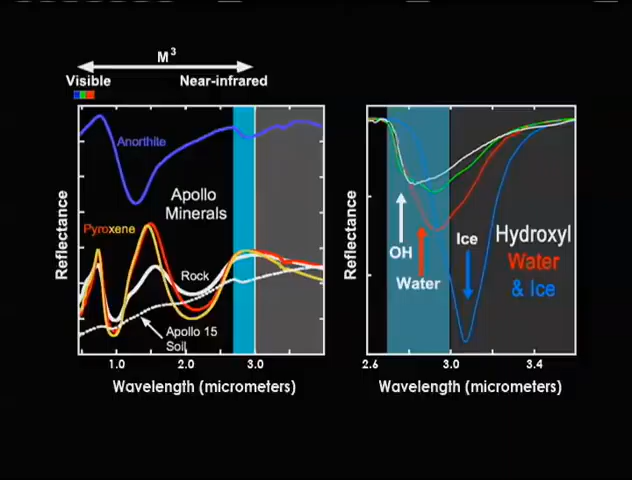 M³
Visible
Near-infrared
Reflectance
Anorthite
Apollo
Minerals
Pyroxene
Rock
Apollo 15
Soil
1.0
2.0
3.0
Wavelength (micrometers)
Reflectance
OH
Water
Ice
Hydroxyl
Water
& Ice
2.6
3.0
3.4
Wavelength (micrometers)